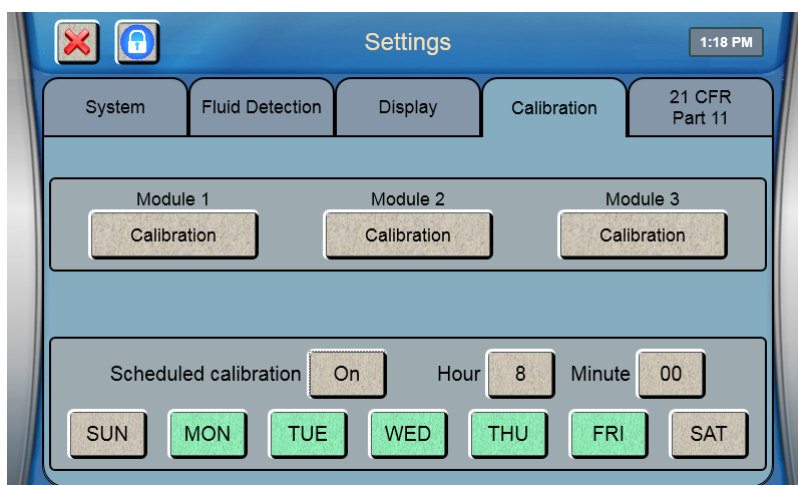 Settings
1:18 PM
System
Fluid Detection
Display
Calibration
21 CFR
Part 11
Module 1
Module 2
Module 3
Calibration
Calibration
Calibration
Scheduled calibration On Hour 8 Minute 00
SUN MON TUE WED THU FRI SAT